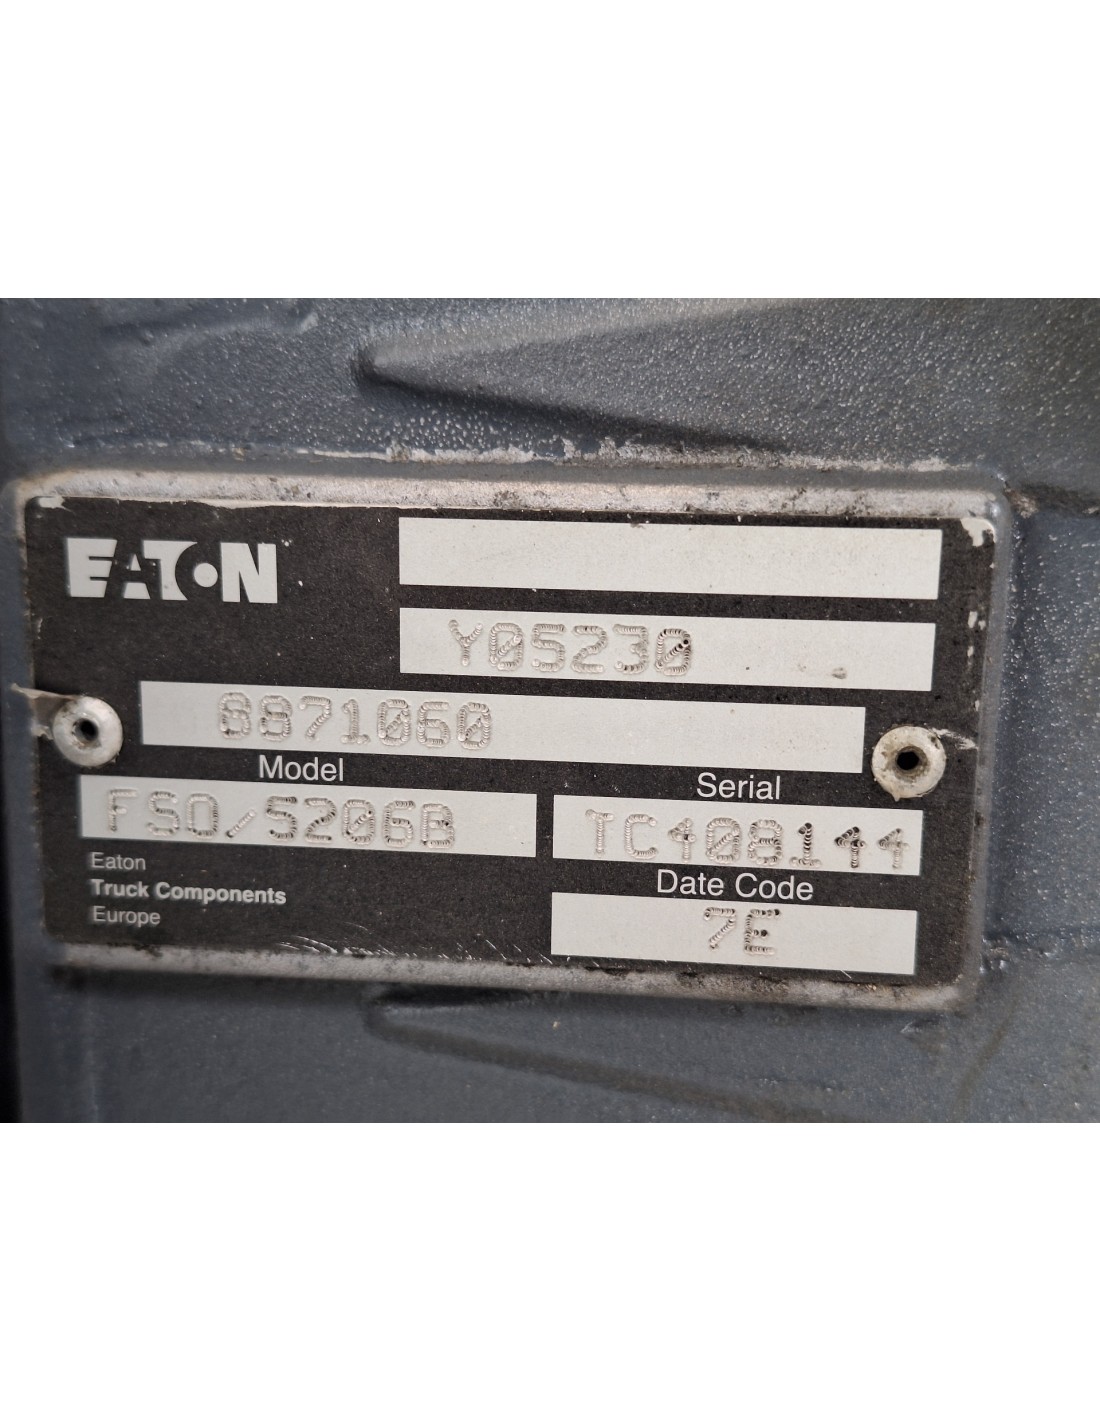 EATON
Y05230
8871060
Model
Serial
FSO/5206B
TC408144
Eaton
Truck Components
Europe
Date Code
7E